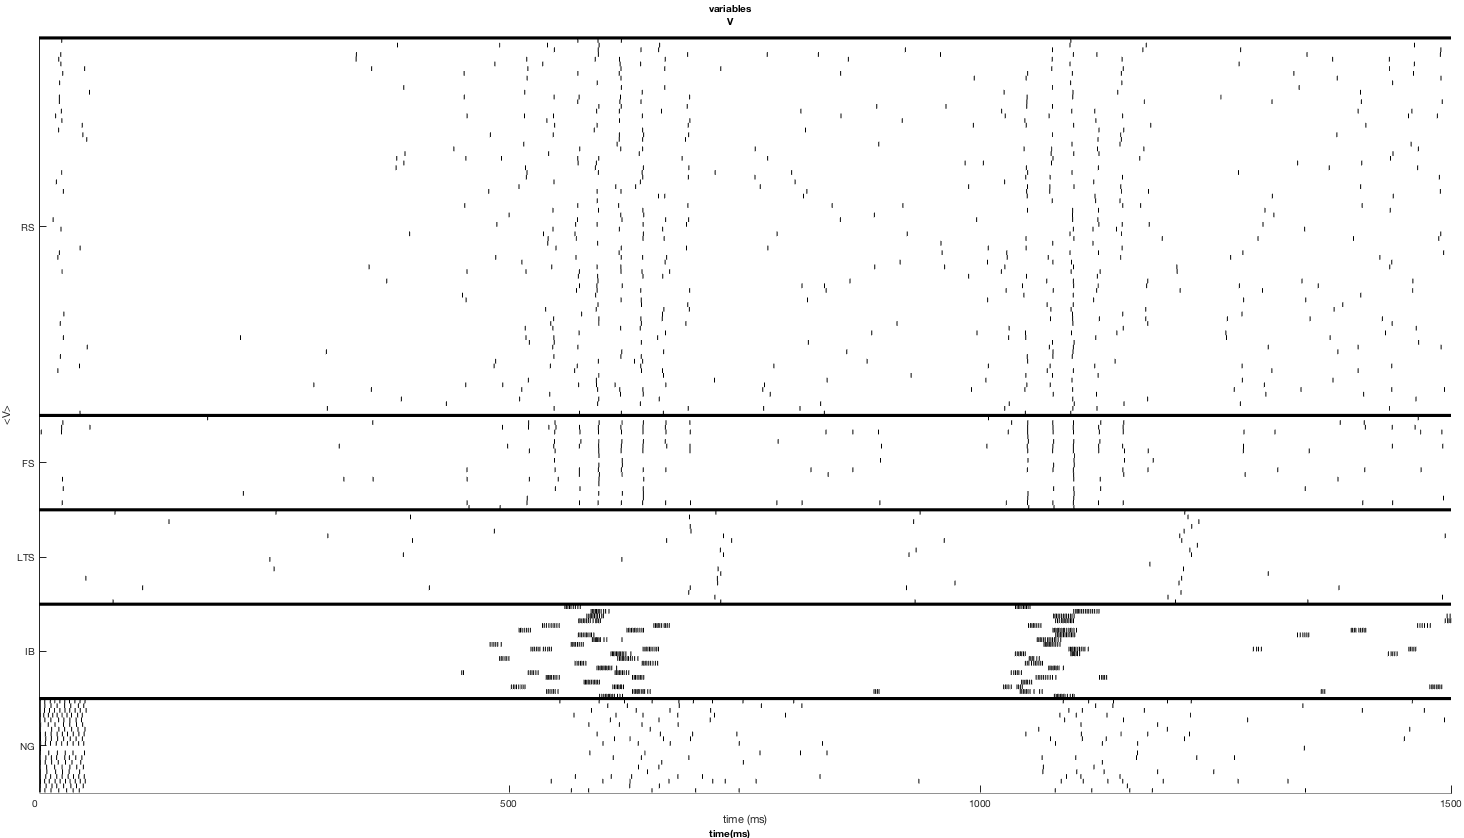 variables
V
RS
FS
LTS
IB
NG
<V>
0 500 1000 1500
time (ms)
time(ms)